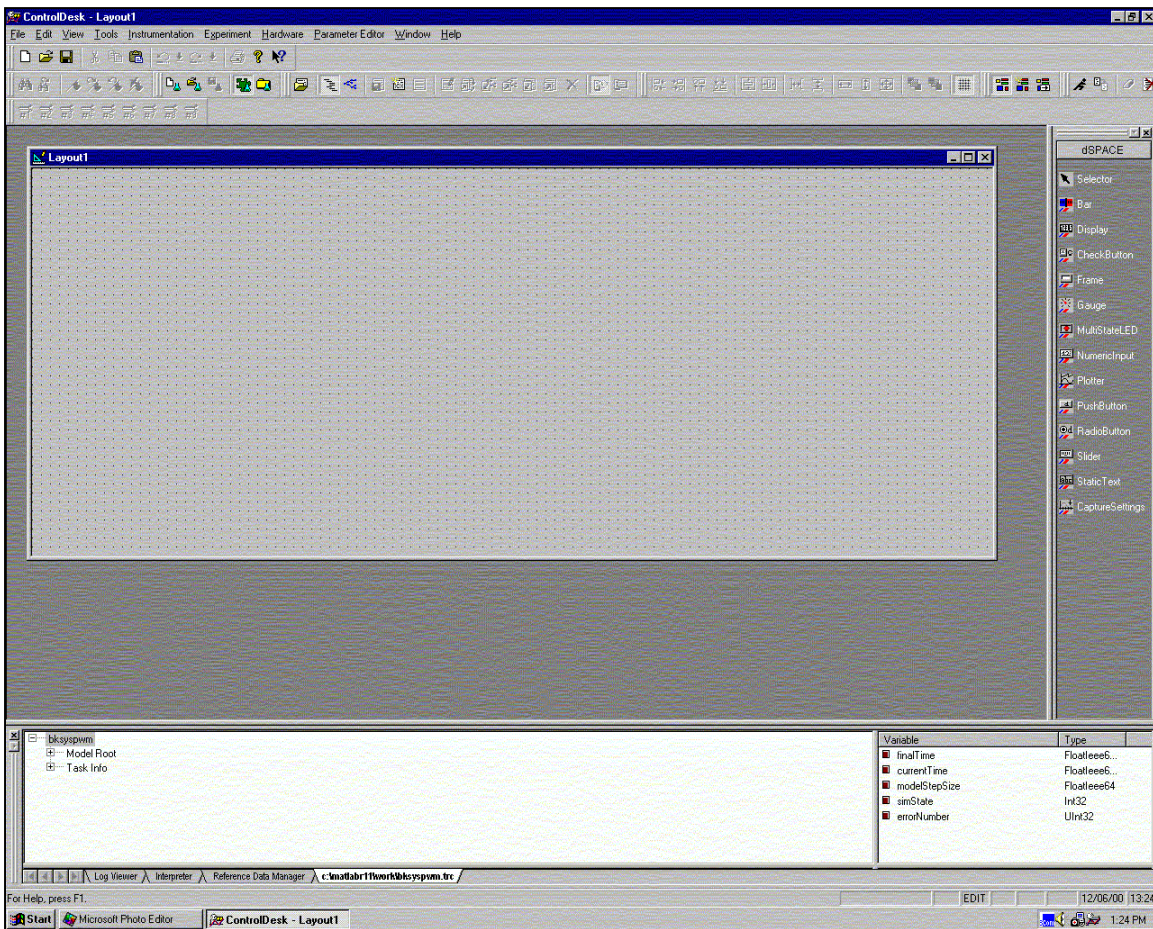 ControlDesk - Layout1
File Edit View Tools Instrumentation Experiment Hardware Parameter Editor Window Help
Layout1
dSPACE
Selector
Bar
Display
CheckButton
Frame
Gauge
MultiStateLED
NumericInput
Plotter
PushButton
RadioButton
Slider
StaticText
CaptureSettings
bksyspwm
Model Root
Task Info
Variable Type
finalTime FloatIeee6...
currentTime FloatIeee6...
modelStepSize FloatIeee64
simState Int32
errorNumber UInt32
Log Viewer Interpreter Reference Data Manager c:\matlabr11\work\bksyspwm.trc
For Help, press F1. EDIT 12/06/00 13:24
Start Microsoft Photo Editor ControlDesk - Layout1 1:24 PM